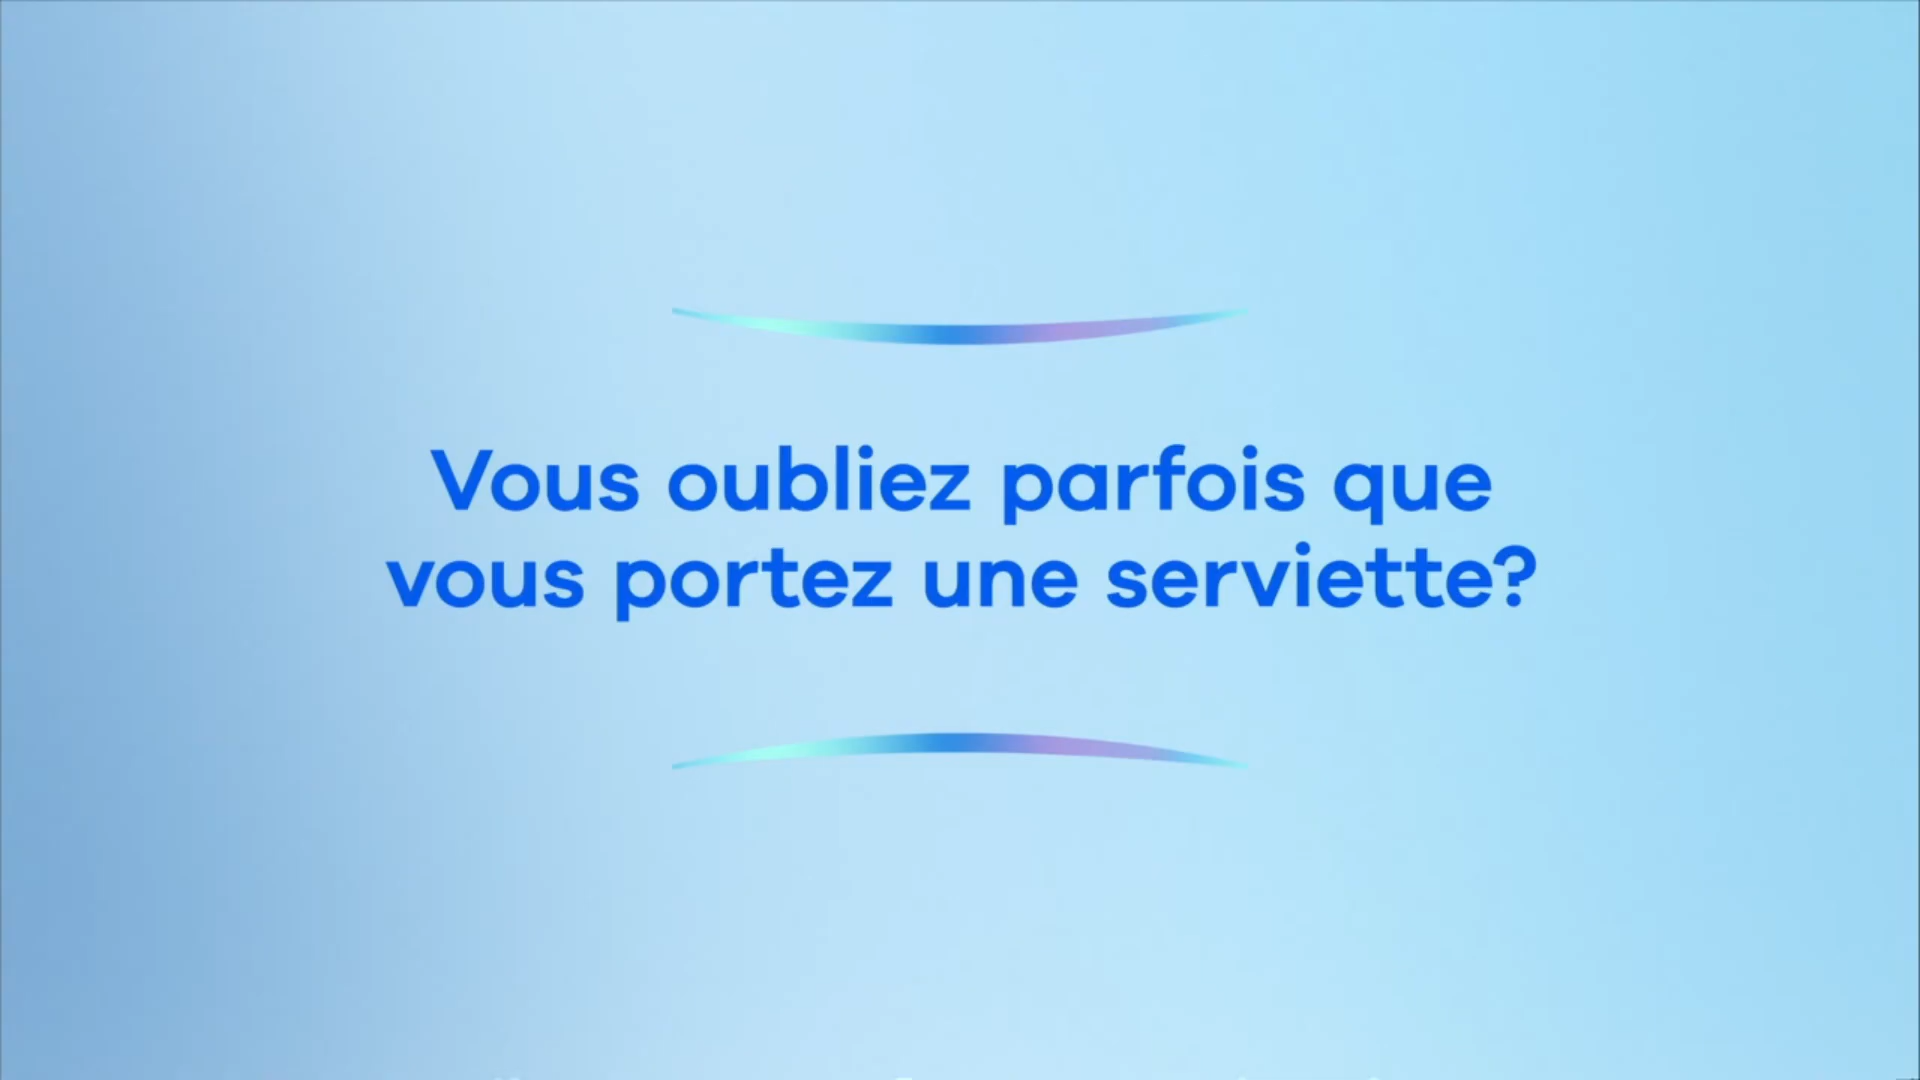 Vous oubliez parfois que
vous portez une serviette?